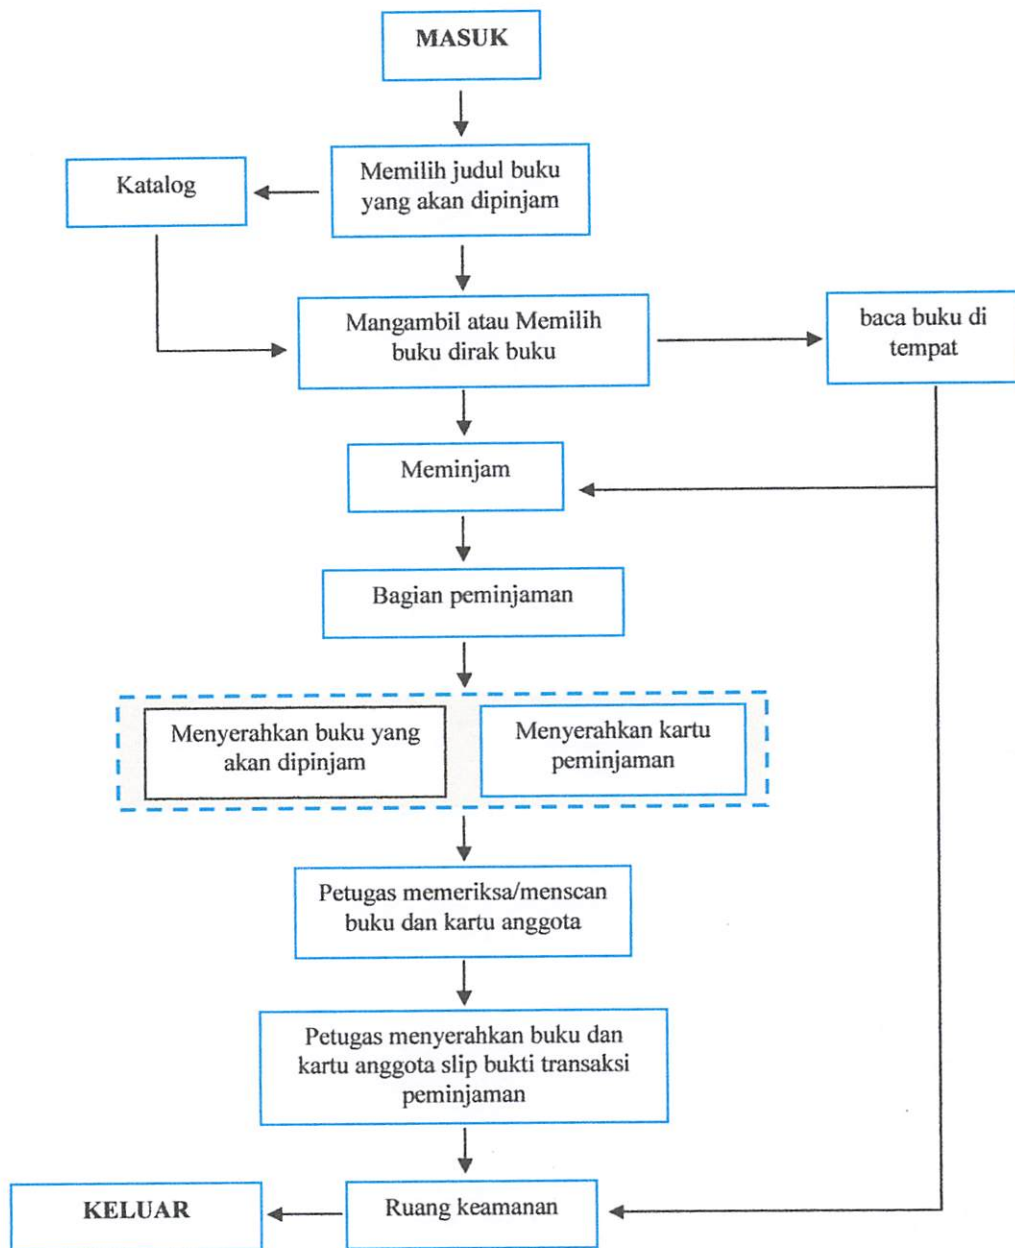 MASUK
Memilih judul buku
yang akan dipinjam
Katalog
Mangambil atau Memilih
buku dirak buku
baca buku di
tempat
Meminjam
Bagian peminjaman
Menyerahkan buku yang
akan dipinjam
Menyerahkan kartu
peminjaman
Petugas memeriksa/menscan
buku dan kartu anggota
Petugas menyerahkan buku dan
kartu anggota slip bukti transaksi
peminjaman
Ruang keamanan
KELUAR